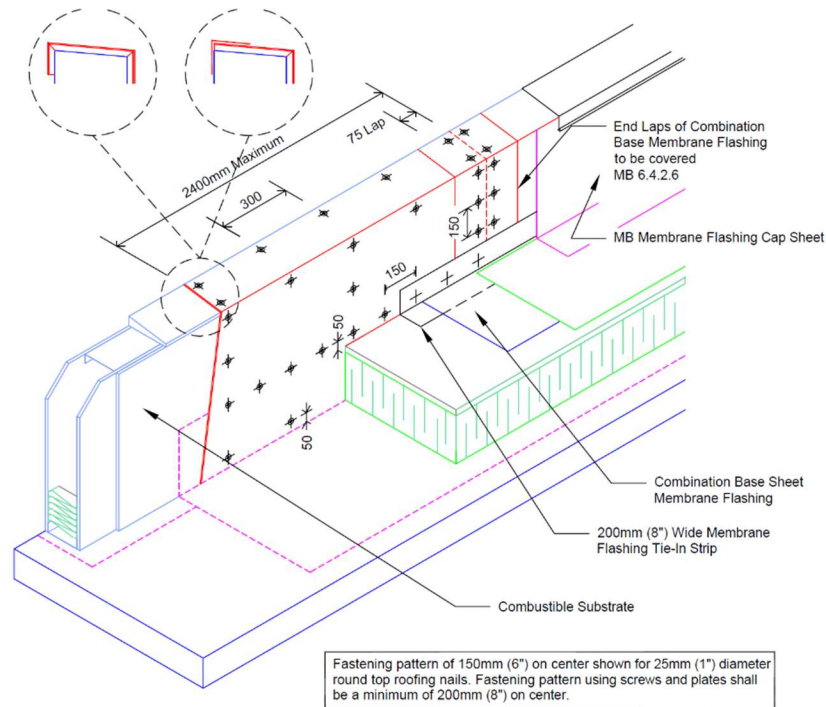 75 Lap
2400mm Maximum
300
150
150
50
50
End Laps of Combination
Base Membrane Flashing
to be covered
MB 6.4.2.6
MB Membrane Flashing Cap Sheet
Combination Base Sheet
Membrane Flashing
200mm (8") Wide Membrane
Flashing Tie-In Strip
Combustible Substrate
Fastening pattern of 150mm (6") on center shown for 25mm (1") diameter
round top roofing nails. Fastening pattern using screws and plates shall
be a minimum of 200mm (8") on center.